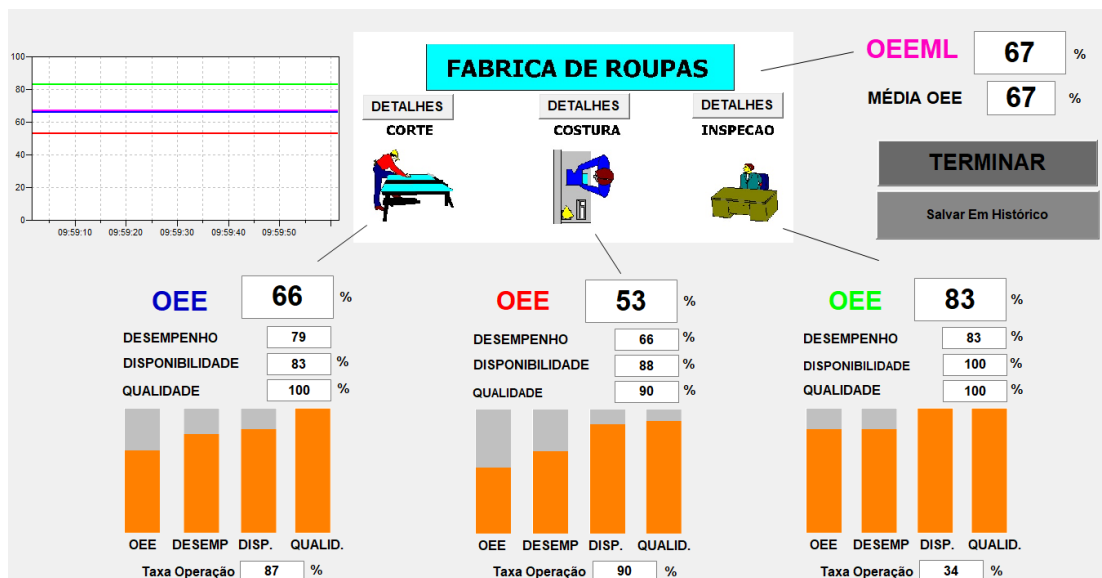 100
80
60
40
20
0
09:59:10 09:59:20 09:59:30 09:59:40 09:59:50
FABRICA DE ROUPAS
DETALHES DETALHES DETALHES
CORTE COSTURA INSPECAO
OEEML 67 %
MÉDIA OEE 67 %
TERMINAR
Salvar Em Histórico
OEE 66 %
DESEMPENHO 79
DISPONIBILIDADE 83 %
QUALIDADE 100 %
OEE DESEMP DISP. QUALID.
Taxa Operação 87 %
OEE 53 %
DESEMPENHO 66
DISPONIBILIDADE 88 %
QUALIDADE 90 %
OEE DESEMP DISP. QUALID.
Taxa Operação 90 %
OEE 83 %
DESEMPENHO 83
DISPONIBILIDADE 100 %
QUALIDADE 100 %
OEE DESEMP DISP. QUALID.
Taxa Operação 34 %